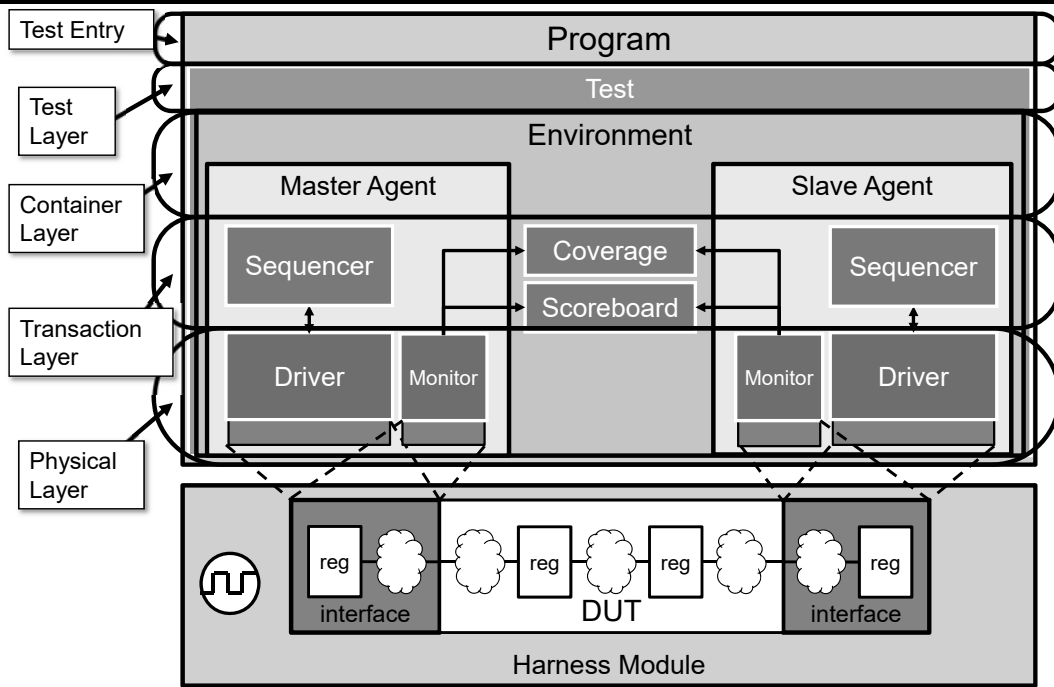 Test Entry
Program
Test
Test
Layer
Environment
Master Agent
Slave Agent
Container
Layer
Sequencer
Coverage
Sequencer
Scoreboard
Transaction
Layer
Driver
Monitor
Monitor
Driver
Physical
Layer
reg
reg
reg
reg
interface
DUT
interface
Harness Module